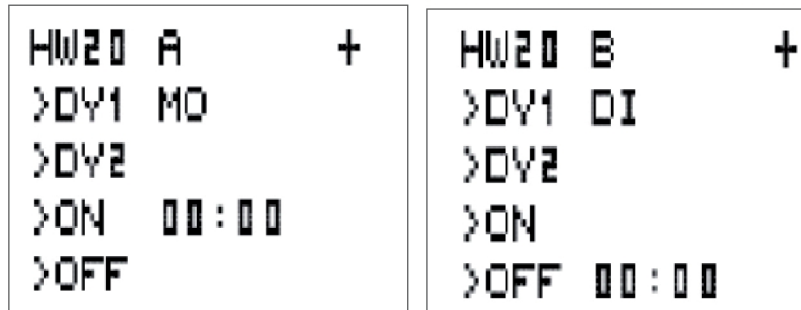 HW20 A +
>DY1 MO
>DY2
>ON 00:00
>OFF
HW20 B +
>DY1 DI
>DY2
>ON
>OFF 00:00